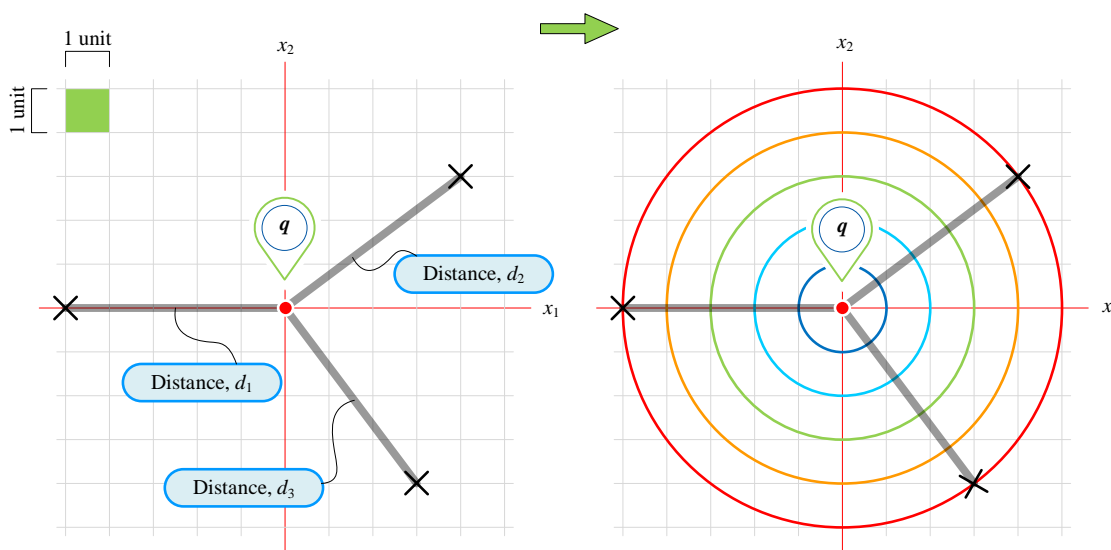 1 unit
1 unit
x₂
q
Distance, d₂
x₁
Distance, d₁
Distance, d₃
x₂
q
x